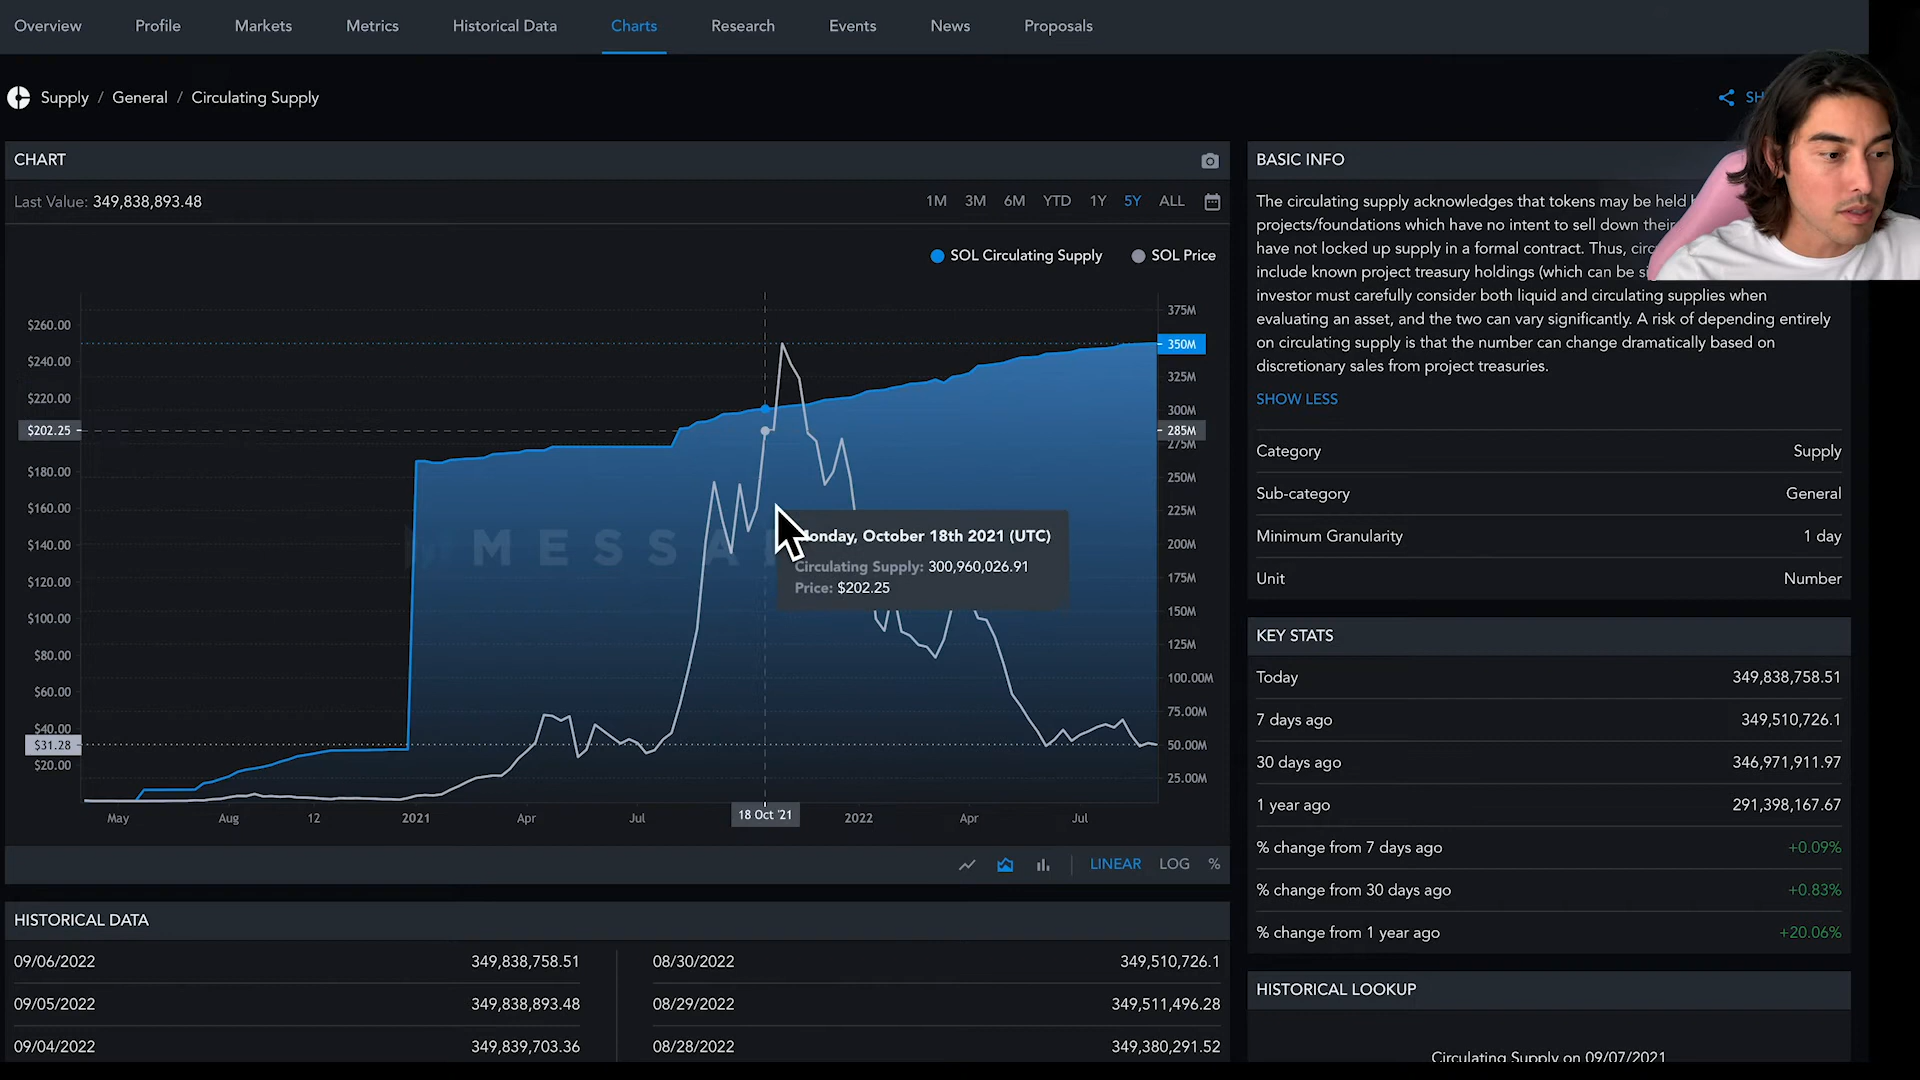 Overview Profile Markets Metrics Historical Data Charts Research Events News Proposals
Supply / General / Circulating Supply
CHART
Last Value: 349,838,893.48
1M 3M 6M YTD 1Y 5Y ALL
SOL Circulating Supply SOL Price
$260.00
$240.00
$220.00
$202.25
$180.00
$160.00
$140.00
$120.00
$100.00
$80.00
$60.00
$40.00
$31.28
$20.00
375M
350M
325M
300M
285M
275M
250M
225M
200M
175M
150M
125M
100.00M
75.00M
50.00M
25.00M
MESSA
Monday, October 18th 2021 (UTC)
Circulating Supply: 300,960,026.91
Price: $202.25
May Aug 12 2021 Apr Jul 18 Oct '21 2022 Apr Jul
LINEAR LOG %
HISTORICAL DATA
09/06/2022 349,838,758.51 08/30/2022 349,510,726.1
09/05/2022 349,838,893.48 08/29/2022 349,511,496.28
09/04/2022 349,839,703.36 08/28/2022 349,380,291.52
BASIC INFO
The circulating supply acknowledges that tokens may be held
projects/foundations which have no intent to sell down their
have not locked up supply in a formal contract. Thus,
include known project treasury holdings (which can be
investor must carefully consider both liquid and circulating supplies when
evaluating an asset, and the two can vary significantly. A risk of depending entirely
on circulating supply is that the number can change dramatically based on
discretionary sales from project treasuries.
SHOW LESS
Category Supply
Sub-category General
Minimum Granularity 1 day
Unit Number
KEY STATS
Today 349,838,758.51
7 days ago 349,510,726.1
30 days ago 346,971,911.97
1 year ago 291,398,167.67
% change from 7 days ago +0.09%
% change from 30 days ago +0.83%
% change from 1 year ago +20.06%
HISTORICAL LOOKUP
Circulating Supply on 09/07/2021